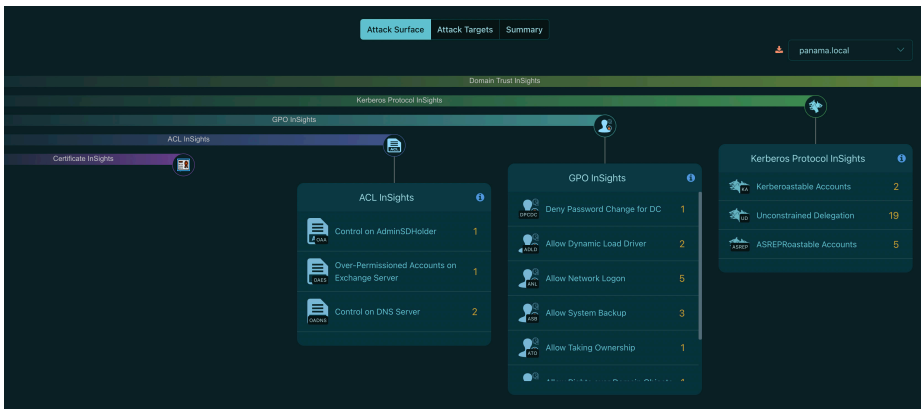 Attack Surface
Attack Targets
Summary
panama.local
Domain Trust InSights
Kerberos Protocol InSights
GPO InSights
ACL InSights
Certificate InSights
ACL InSights
OAA
Control on AdminSDHolder
1
OAES
Over-Permissioned Accounts on
Exchange Server
1
OADNS
Control on DNS Server
2
GPO InSights
DPCDC
Deny Password Change for DC
1
ADLD
Allow Dynamic Load Driver
2
ANL
Allow Network Logon
5
ASB
Allow System Backup
3
ATO
Allow Taking Ownership
1
Kerberos Protocol InSights
KA
Kerberoastable Accounts
2
UD
Unconstrained Delegation
19
ASREP
ASREPRoastable Accounts
5